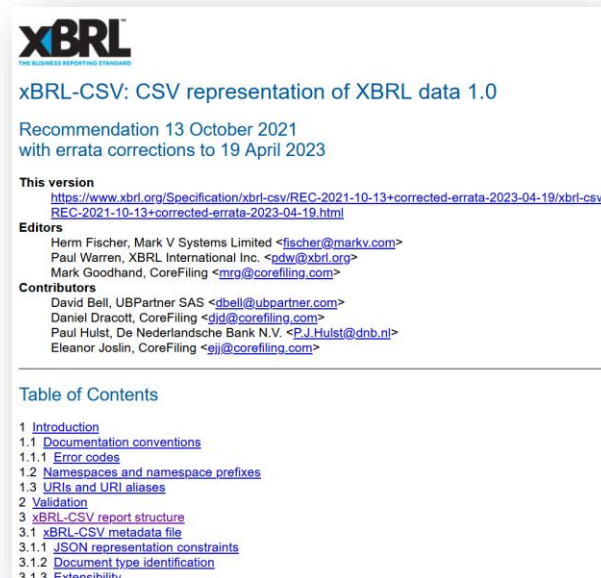 XBRL
THE BUSINESS REPORTING STANDARD
xBRL-CSV: CSV representation of XBRL data 1.0
Recommendation 13 October 2021
with errata corrections to 19 April 2023
This version
https://www.xbrl.org/Specification/xbrl-csv/REC-2021-10-13+corrected-errata-2023-04-19/xbrl-csv
REC-2021-10-13+corrected-errata-2023-04-19.html
Editors
Herm Fischer, Mark V Systems Limited <fischer@markv.com>
Paul Warren, XBRL International Inc. <pdw@xbrl.org>
Mark Goodhand, CoreFiling <mrg@corefiling.com>
Contributors
David Bell, UBPartner SAS <dbell@ubpartner.com>
Daniel Dracott, CoreFiling <djd@corefiling.com>
Paul Hulst, De Nederlandsche Bank N.V. <P.J.Hulst@dnb.nl>
Eleanor Joslin, CoreFiling <ejj@corefiling.com>
Table of Contents
1 Introduction
1.1 Documentation conventions
1.1.1 Error codes
1.2 Namespaces and namespace prefixes
1.3 URIs and URI aliases
2 Validation
3 xBRL-CSV report structure
3.1 xBRL-CSV metadata file
3.1.1 JSON representation constraints
3.1.2 Document type identification
3.1.3 Extensibility